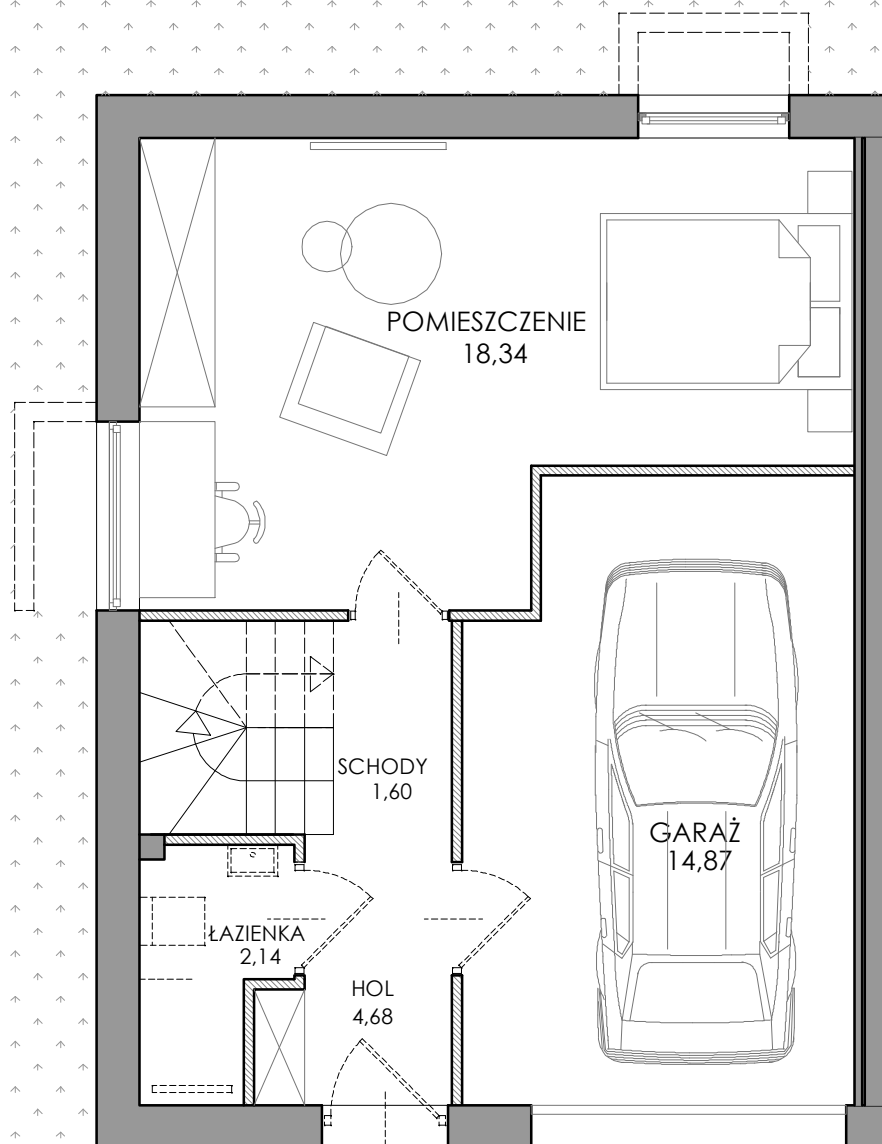 POMIESZCZENIE
18,34
SCHODY
1,60
GARAŻ
14,87
ŁAZIENKA
2,14
HOL
4,68